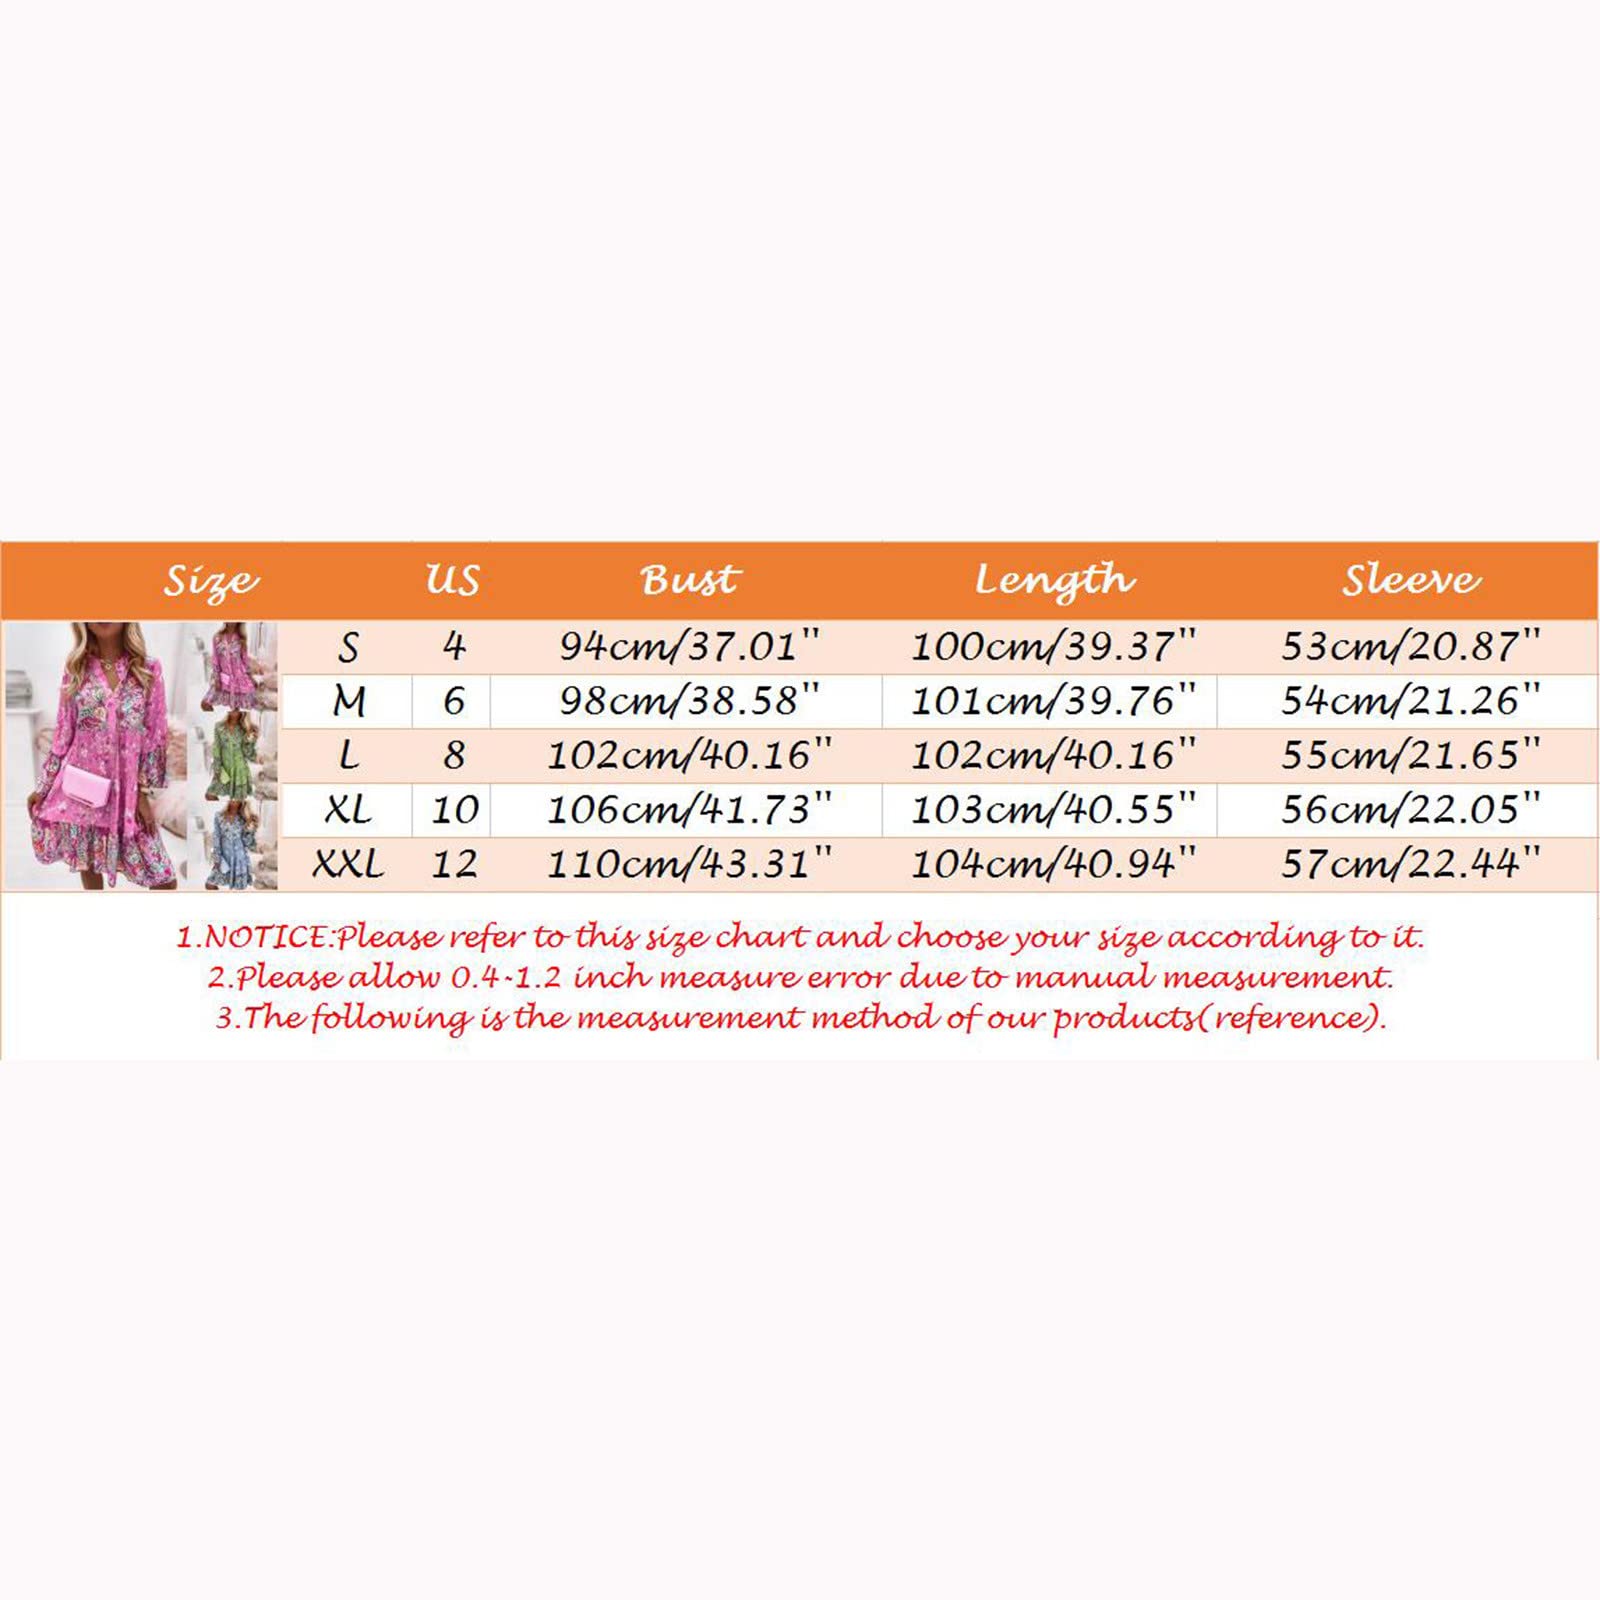 Size US Bust Length Sleeve
S 4 94cm/37.01" 100cm/39.37" 53cm/20.87"
M 6 98cm/38.58" 101cm/39.76" 54cm/21.26"
L 8 102cm/40.16" 102cm/40.16" 55cm/21.65"
XL 10 106cm/41.73" 103cm/40.55" 56cm/22.05"
XXL 12 110cm/43.31" 104cm/40.94" 57cm/22.44"
1.NOTICE:Please refer to this size chart and choose your size according to it.
2.Please allow 0.4-1.2 inch measure error due to manual measurement.
3.The following is the measurement method of our products(reference).